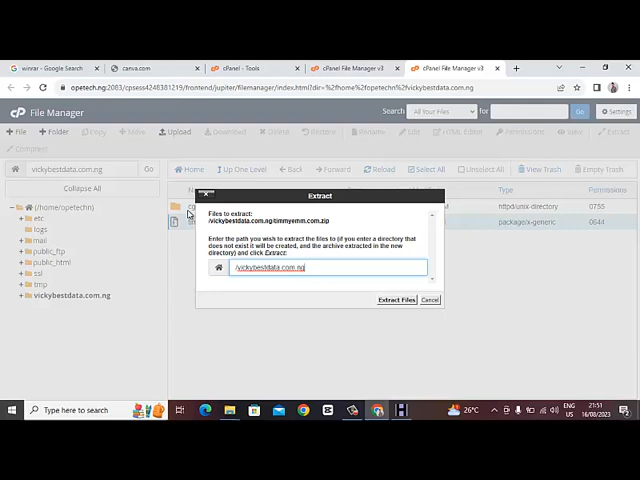 winrar - Google Search
canva.com
cPanel - Tools
cPanel File Manager v3
cPanel File Manager v3
opetech.ng:2083/cpsess4248381219/frontend/jupiter/filemanager/index.html?dir=%2fhome%2fopetechn%2fvickybestdata.com.ng
File Manager
Search
All Your Files
for
Go
Settings
File
Folder
Copy
Move
Upload
Download
Delete
Restore
Rename
Edit
HTML Editor
Permissions
View
Extract
Compress
vickybestdata.com.ng
Go
Home
Up One Level
Back
Forward
Reload
Select All
Unselect All
View Trash
Empty Trash
Collapse All
Type
Permissions
(/home/opetechn)
etc
logs
mail
public_ftp
public_html
ssl
tmp
vickybestdata.com.ng
httpd/unix-directory
0755
package/x-generic
0644
Extract
Files to extract:
/vickybestdata.com.ng/timmyemm.com.zip
Enter the path you wish to extract the files to (if you enter a directory that
does not exist it will be created, and the archive extracted in the new
directory) and click Extract:
/vickybestdata.com.ng
Extract Files
Cancel
Type here to search
26°C
ENG
US
21:51
16/08/2023